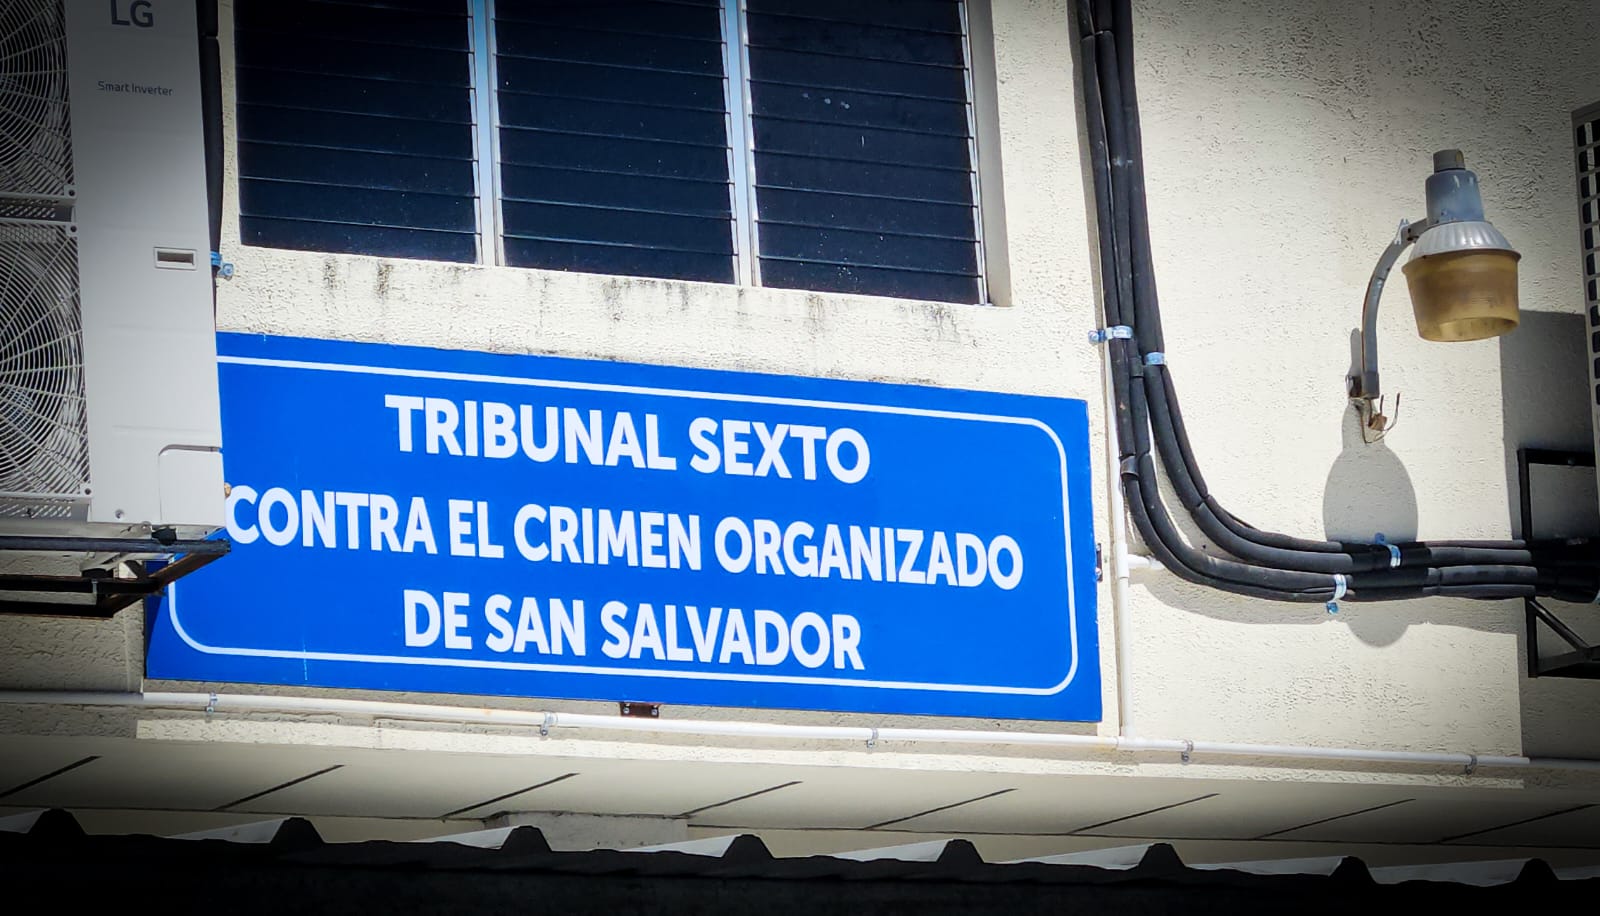 LG
Smart Inverter
TRIBUNAL SEXTO
CONTRA EL CRIMEN ORGANIZADO
DE SAN SALVADOR